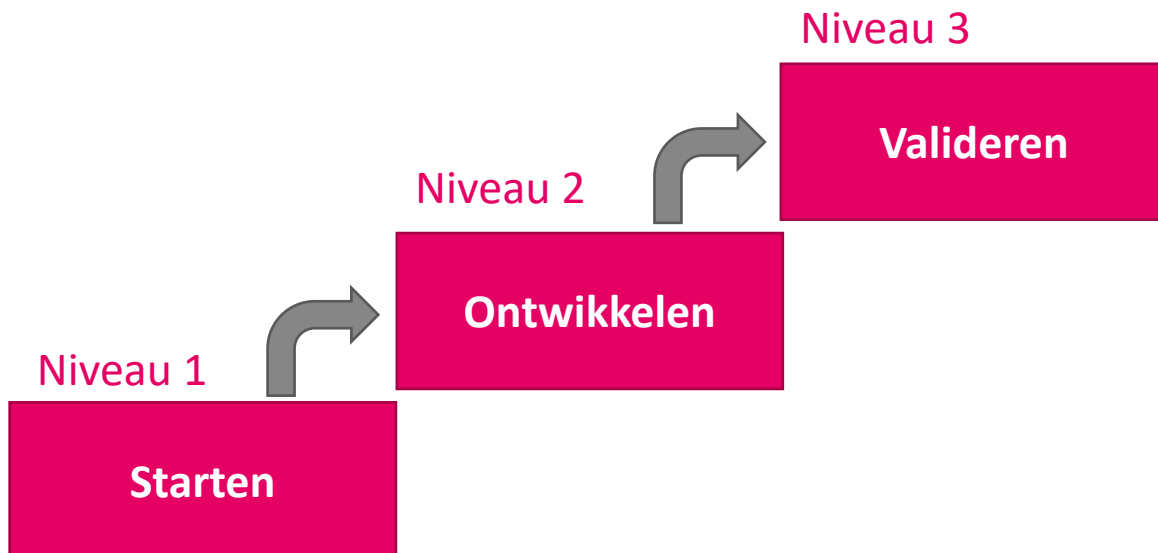 Niveau 3
Valideren
Niveau 2
Ontwikkelen
Niveau 1
Starten